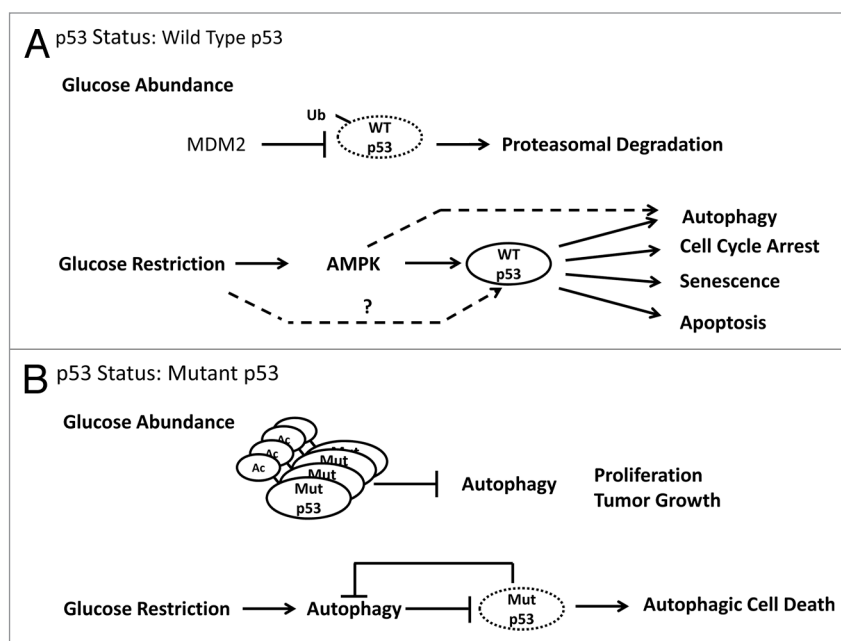 A p53 Status: Wild Type p53
Glucose Abundance
Ub
MDM2
WT
p53
Proteasomal Degradation
Glucose Restriction
AMPK
WT
p53
Autophagy
Cell Cycle Arrest
Senescence
Apoptosis
?
B p53 Status: Mutant p53
Glucose Abundance
Ac
Ac
Ac
Mut
Mut
Mut
Mut
p53
Autophagy
Proliferation
Tumor Growth
Glucose Restriction
Autophagy
Mut
p53
Autophagic Cell Death